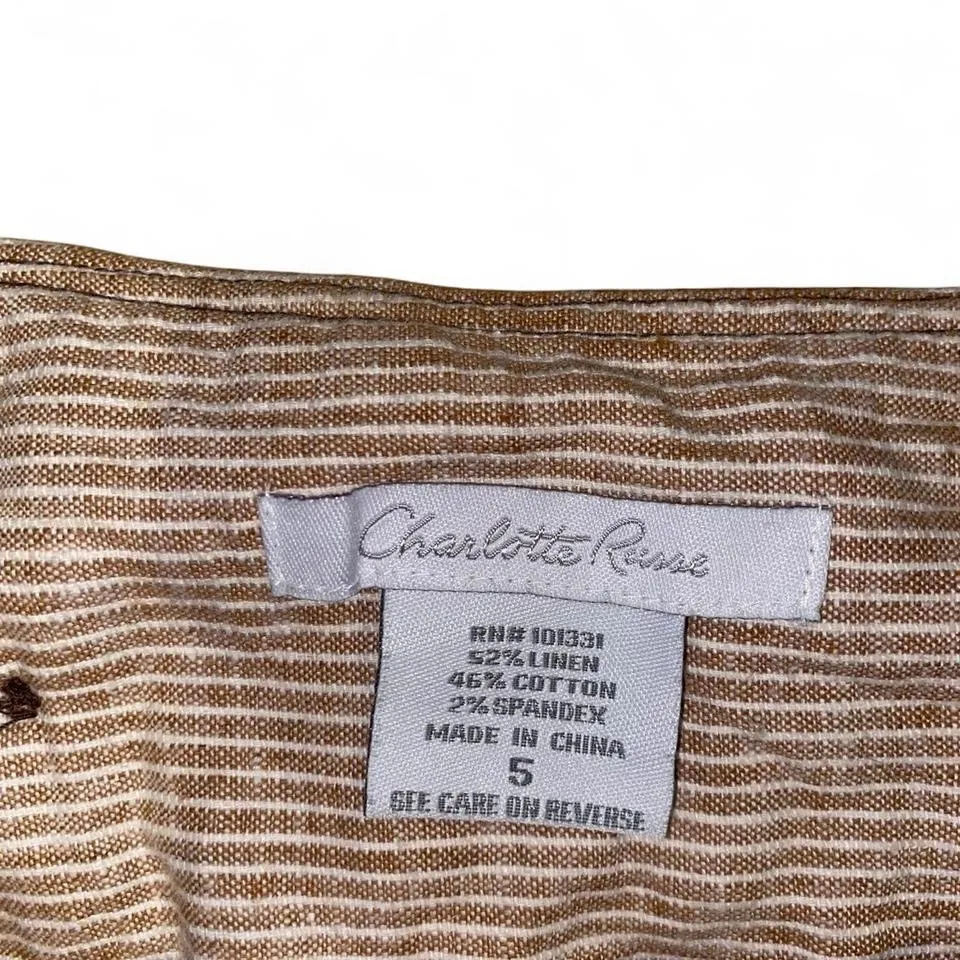 Charlotte Russe
RN# 101331
52% LINEN
46% COTTON
2% SPANDEX
MADE IN CHINA
5
SEE CARE ON REVERSE